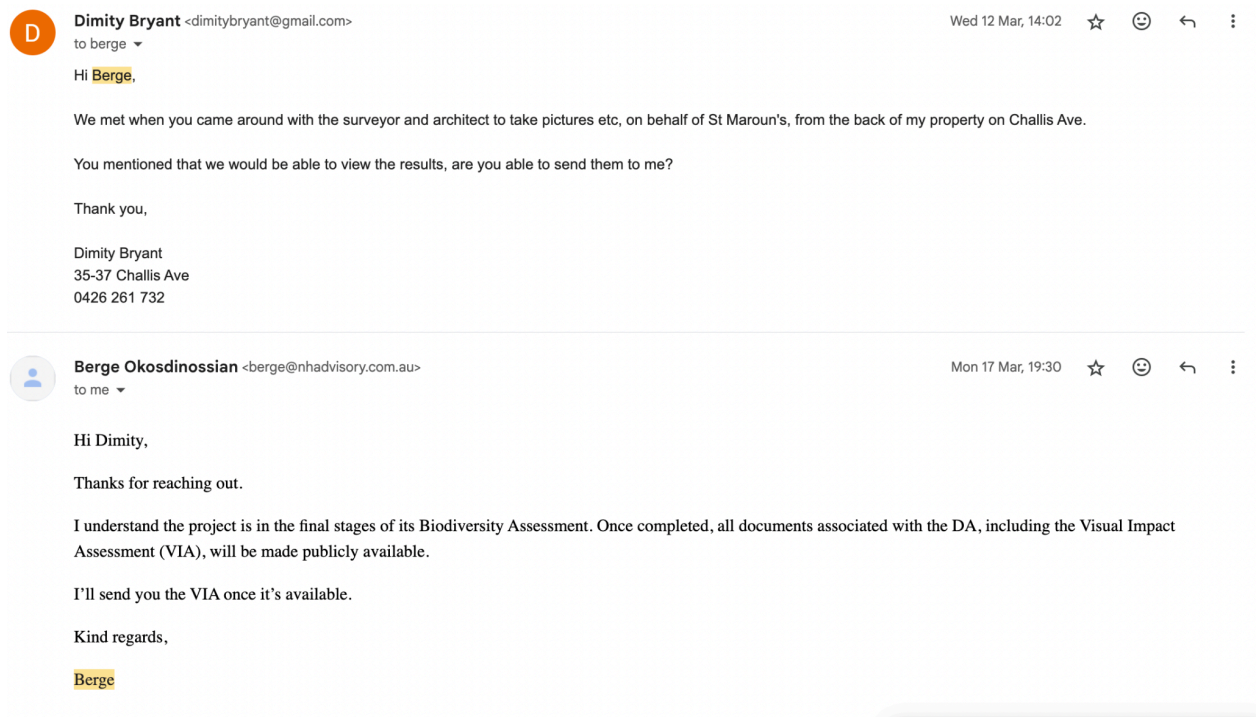 D
Dimity Bryant <dimitybryant@gmail.com>
Wed 12 Mar, 14:02
to berge
Hi Berge,
We met when you came around with the surveyor and architect to take pictures etc, on behalf of St Maroun's, from the back of my property on Challis Ave.
You mentioned that we would be able to view the results, are you able to send them to me?
Thank you,
Dimity Bryant
35-37 Challis Ave
0426 261 732
Berge Okosdinossian <berge@nhadvisory.com.au>
Mon 17 Mar, 19:30
to me
Hi Dimity,
Thanks for reaching out.
I understand the project is in the final stages of its Biodiversity Assessment. Once completed, all documents associated with the DA, including the Visual Impact
Assessment (VIA), will be made publicly available.
I’ll send you the VIA once it’s available.
Kind regards,
Berge